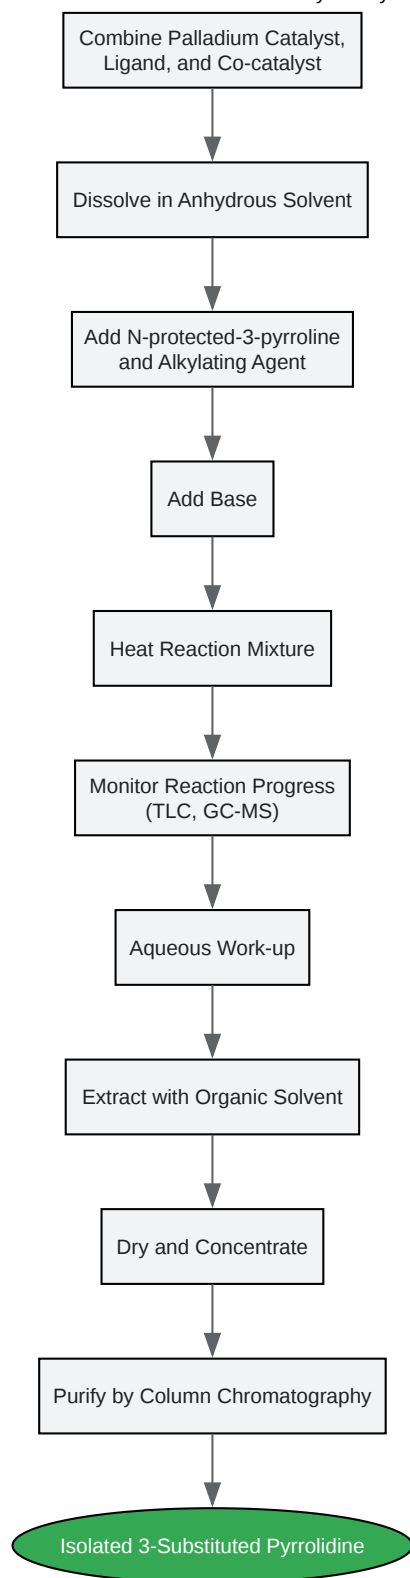 Combine Palladium Catalyst,
Ligand, and Co-catalyst
Dissolve in Anhydrous Solvent
Add N-protected-3-pyrroline
and Alkylating Agent
Add Base
Heat Reaction Mixture
Monitor Reaction Progress
(TLC, GC-MS)
Aqueous Work-up
Extract with Organic Solvent
Dry and Concentrate
Purify by Column Chromatography
Isolated 3-Substituted Pyrrolidine